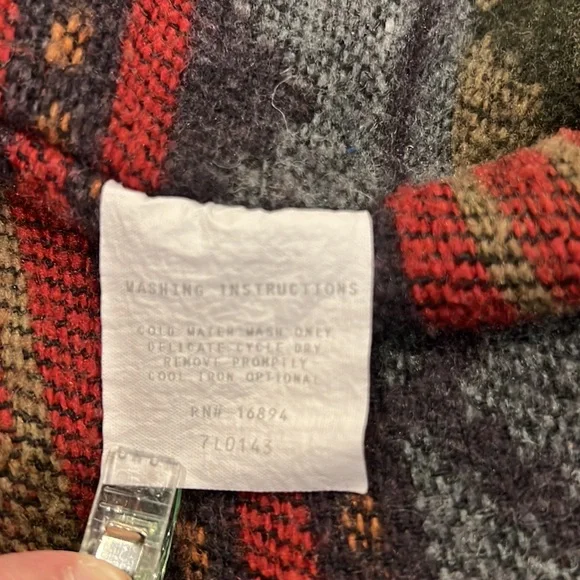 WASHING INSTRUCTIONS
COLD WATER WASH ONLY
DELICATE CYCLE DRY
REMOVE PROMPTLY
COOL IRON OPTIONAL
RN# 16894
7L0143